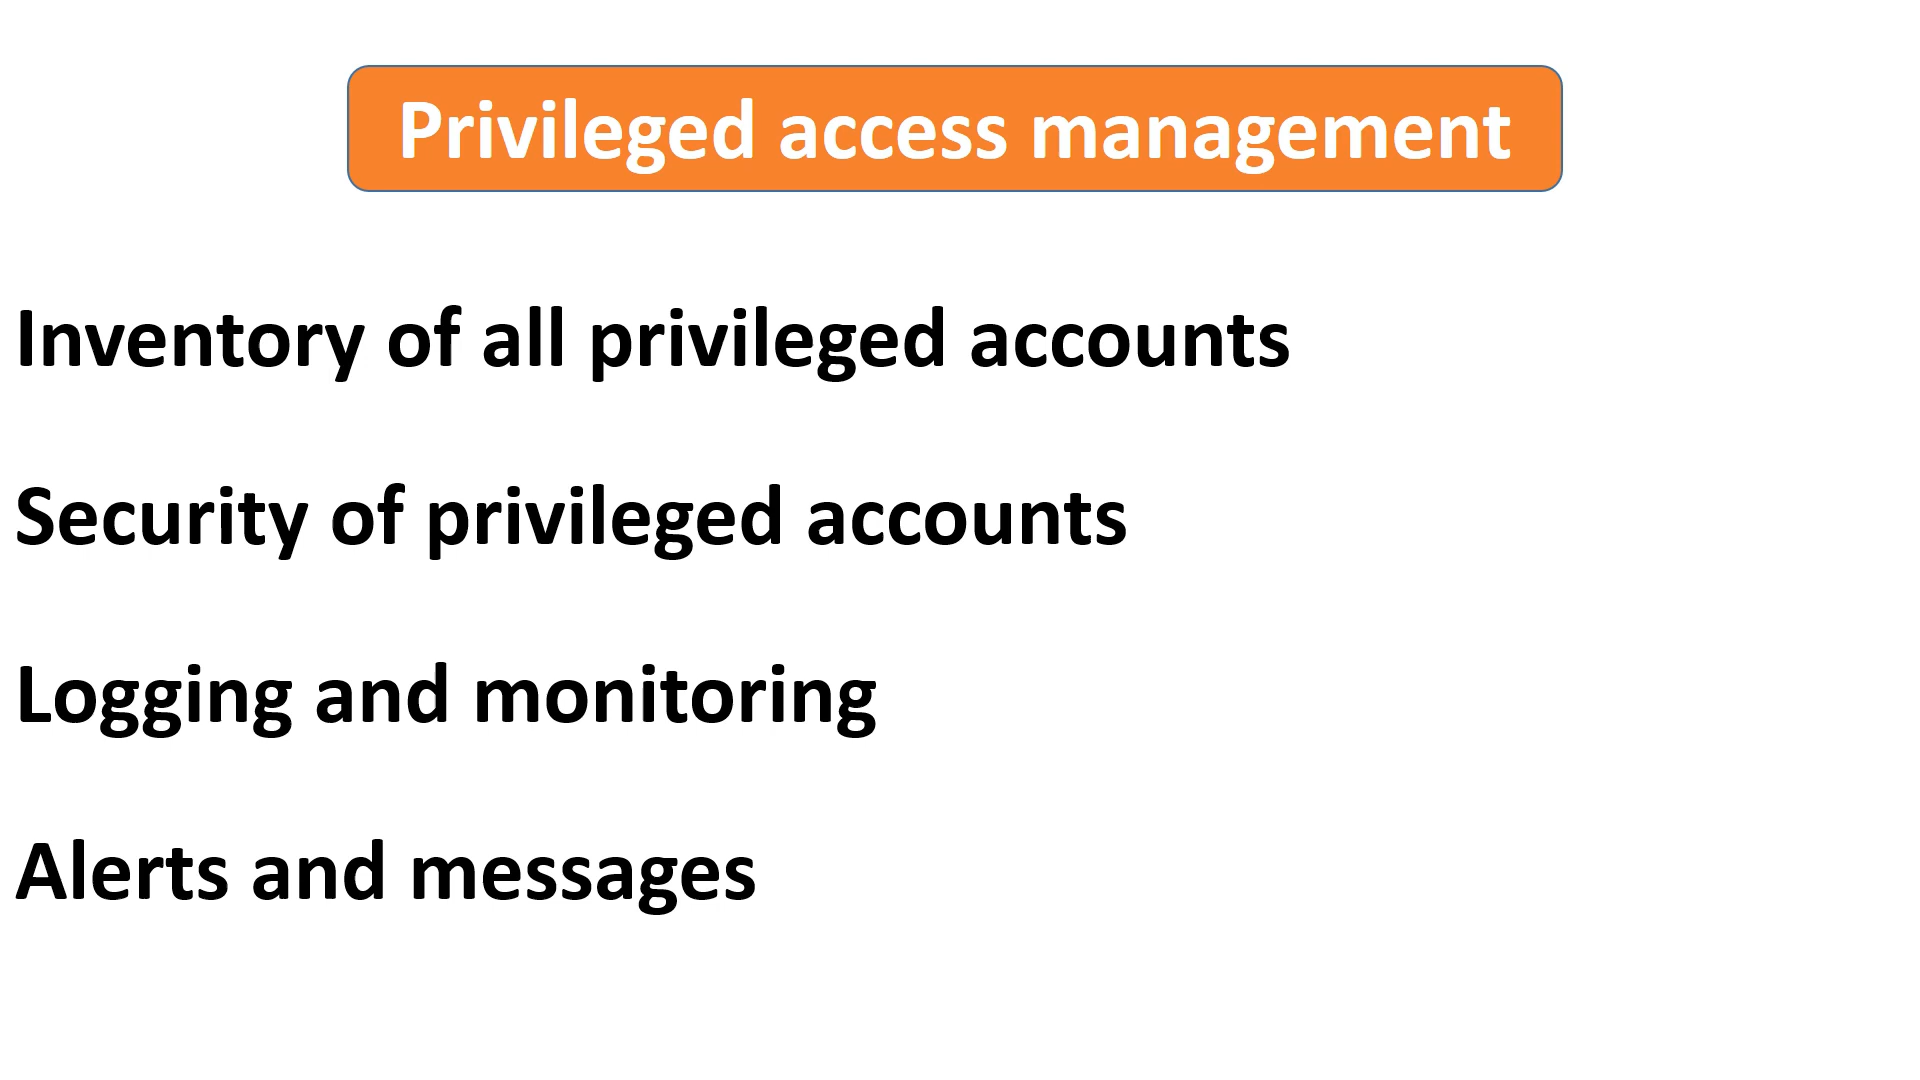 Privileged access management
Inventory of all privileged accounts
Security of privileged accounts
Logging and monitoring
Alerts and messages